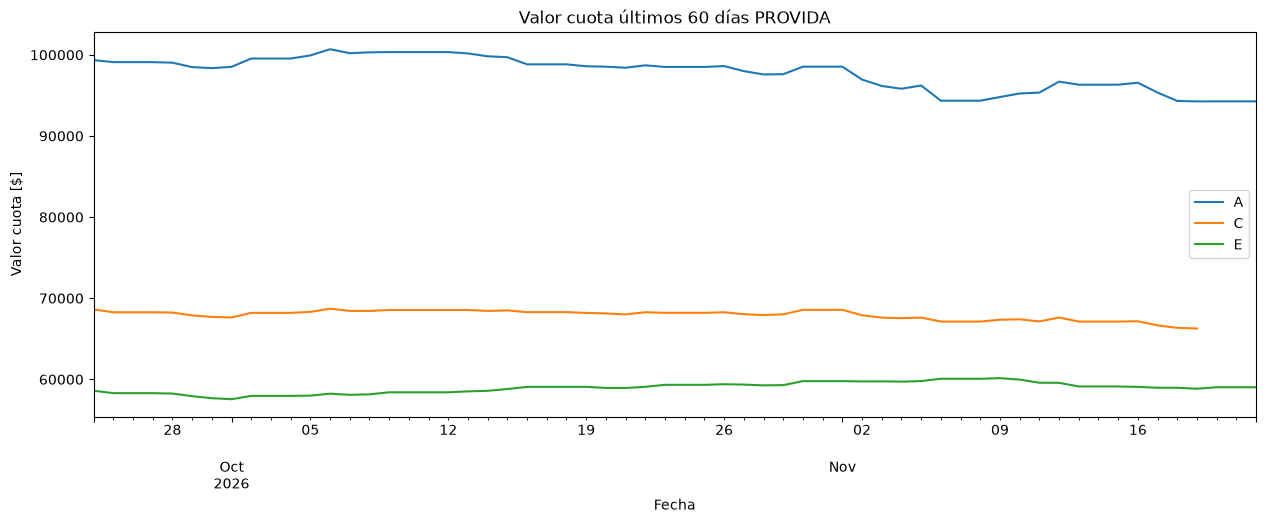 Valor cuota últimos 60 días PROVIDA
Valor cuota [$]
100000
90000
80000
70000
60000
A
C
E
28 05 12 19 26 02 09 16
Oct Nov
2026
Fecha